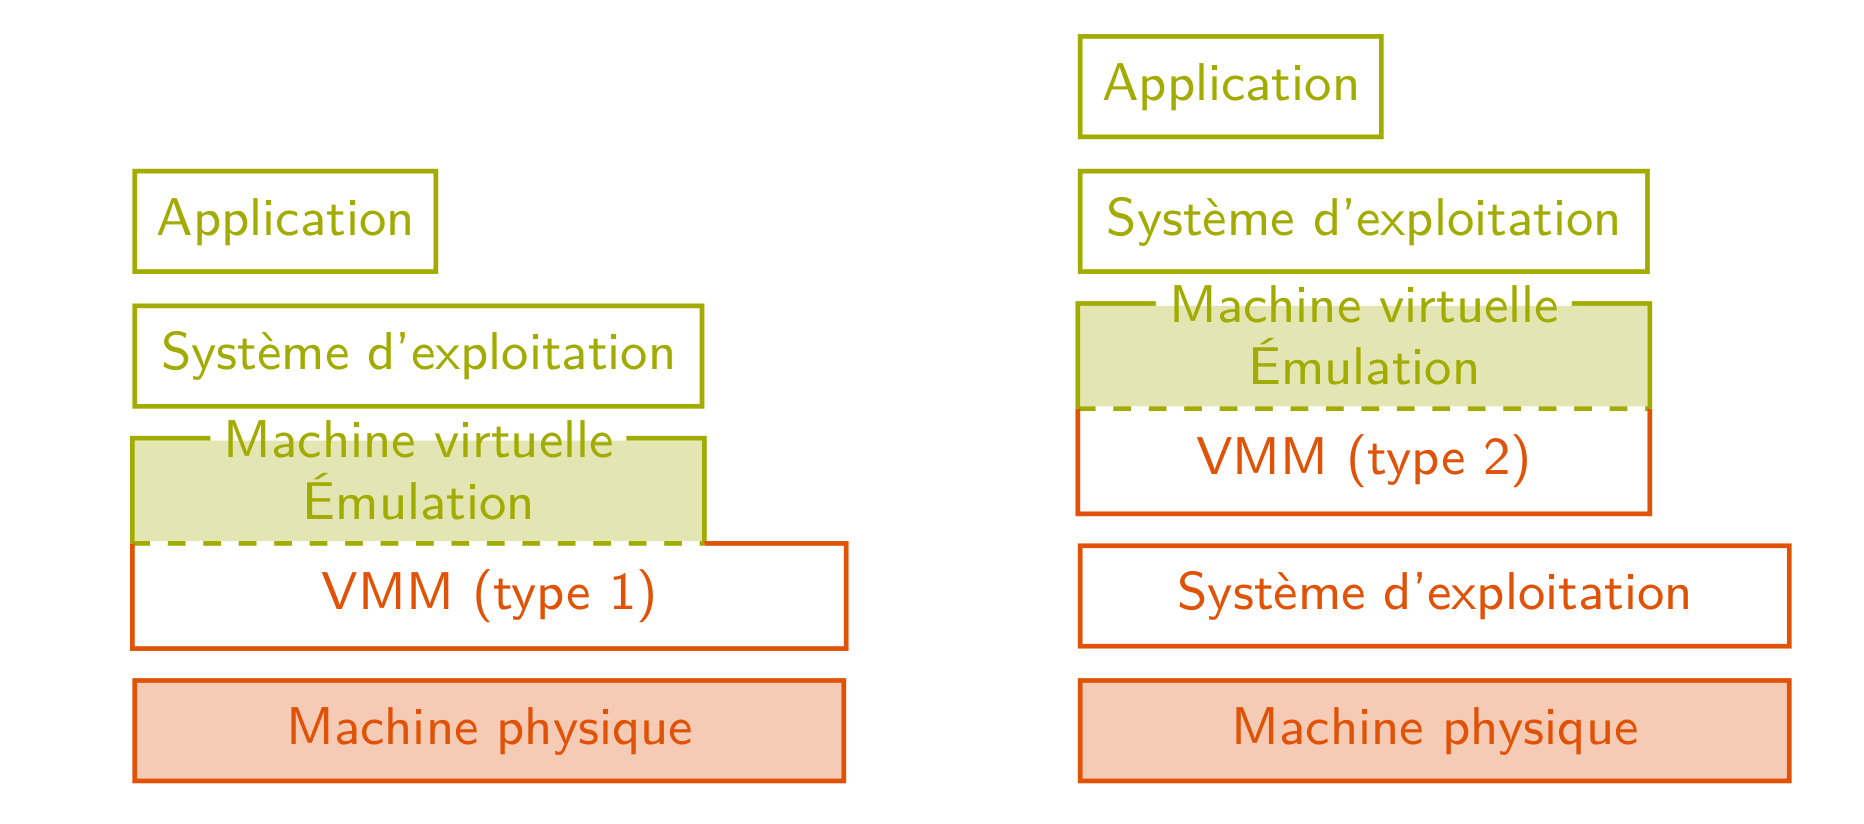 Application
Système d'exploitation
Machine virtuelle
Émulation
VMM (type 1)
Machine physique
Application
Système d'exploitation
Machine virtuelle
Émulation
VMM (type 2)
Système d'exploitation
Machine physique